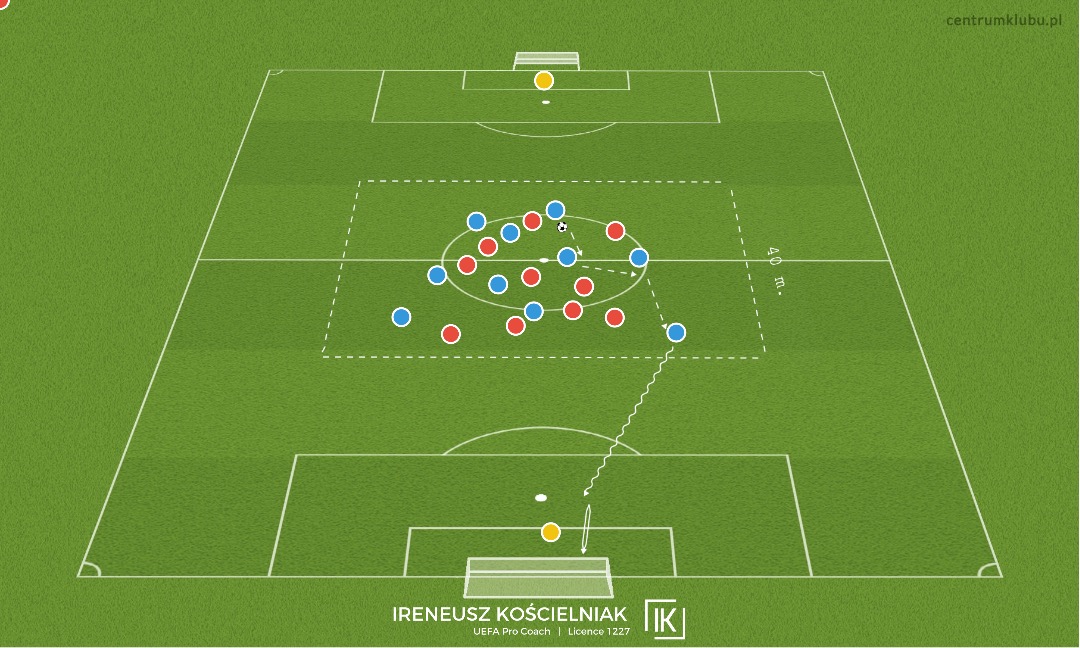 centrumklubu.pl
40 m.
IRENEUSZ KOŚCIELNIAK
UEFA Pro Coach | Licence 1227
IK